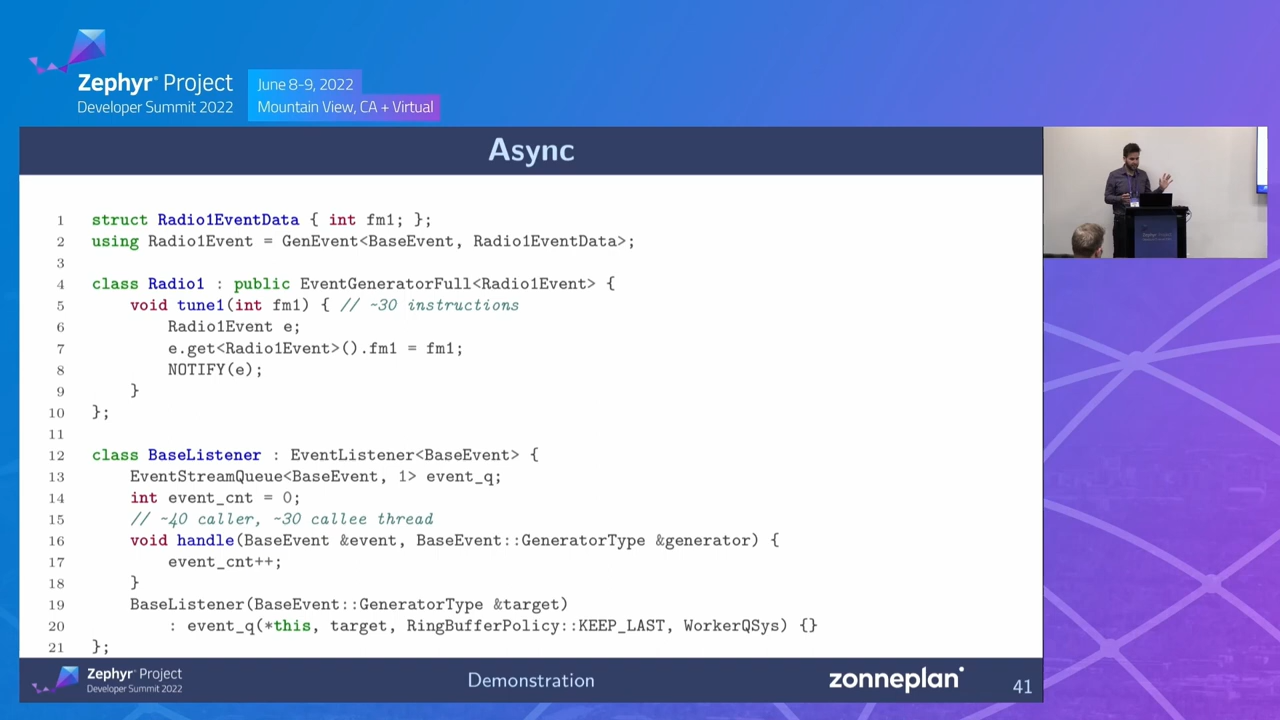 Zephyr® Project
Developer Summit 2022
June 8-9, 2022
Mountain View, CA + Virtual
Async
1 struct Radio1EventData { int fm1; };
2 using Radio1Event = GenEvent<BaseEvent, Radio1EventData>;
3
4 class Radio1 : public EventGeneratorFull<Radio1Event> {
5 void tune1(int fm1) { // ~30 instructions
6 Radio1Event e;
7 e.get<Radio1Event>().fm1 = fm1;
8 NOTIFY(e);
9 }
10 };
11
12 class BaseListener : EventListener<BaseEvent> {
13 EventStreamQueue<BaseEvent, 1> event_q;
14 int event_cnt = 0;
15 // ~40 caller, ~30 callee thread
16 void handle(BaseEvent &event, BaseEvent::GeneratorType &generator) {
17 event_cnt++;
18 }
19 BaseListener(BaseEvent::GeneratorType &target)
20 : event_q(*this, target, RingBufferPolicy::KEEP_LAST, WorkerQSys) {}
21 };
Zephyr® Project
Developer Summit 2022
Demonstration
zonneplan
41